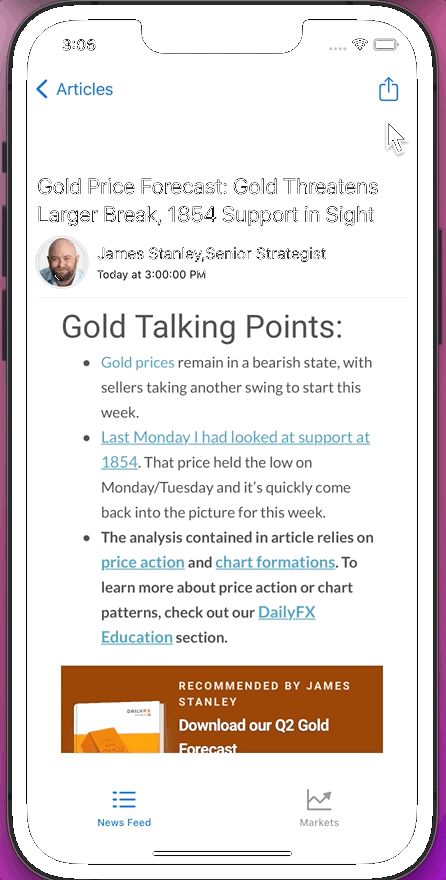 3:06
Articles
Gold Price Forecast: Gold Threatens
Larger Break, 1854 Support in Sight
James Stanley,Senior Strategist
Today at 3:00:00 PM
Gold Talking Points:
Gold prices remain in a bearish state, with
sellers taking another swing to start this
week.
Last Monday I had looked at support at
1854. That price held the low on
Monday/Tuesday and it's quickly come
back into the picture for this week.
The analysis contained in article relies on
price action and chart formations. To
learn more about price action or chart
patterns, check out our DailyFX
Education section.
RECOMMENDED BY JAMES
STANLEY
DAILYFX
Download our Q2 Gold
Forecast
News Feed
Markets